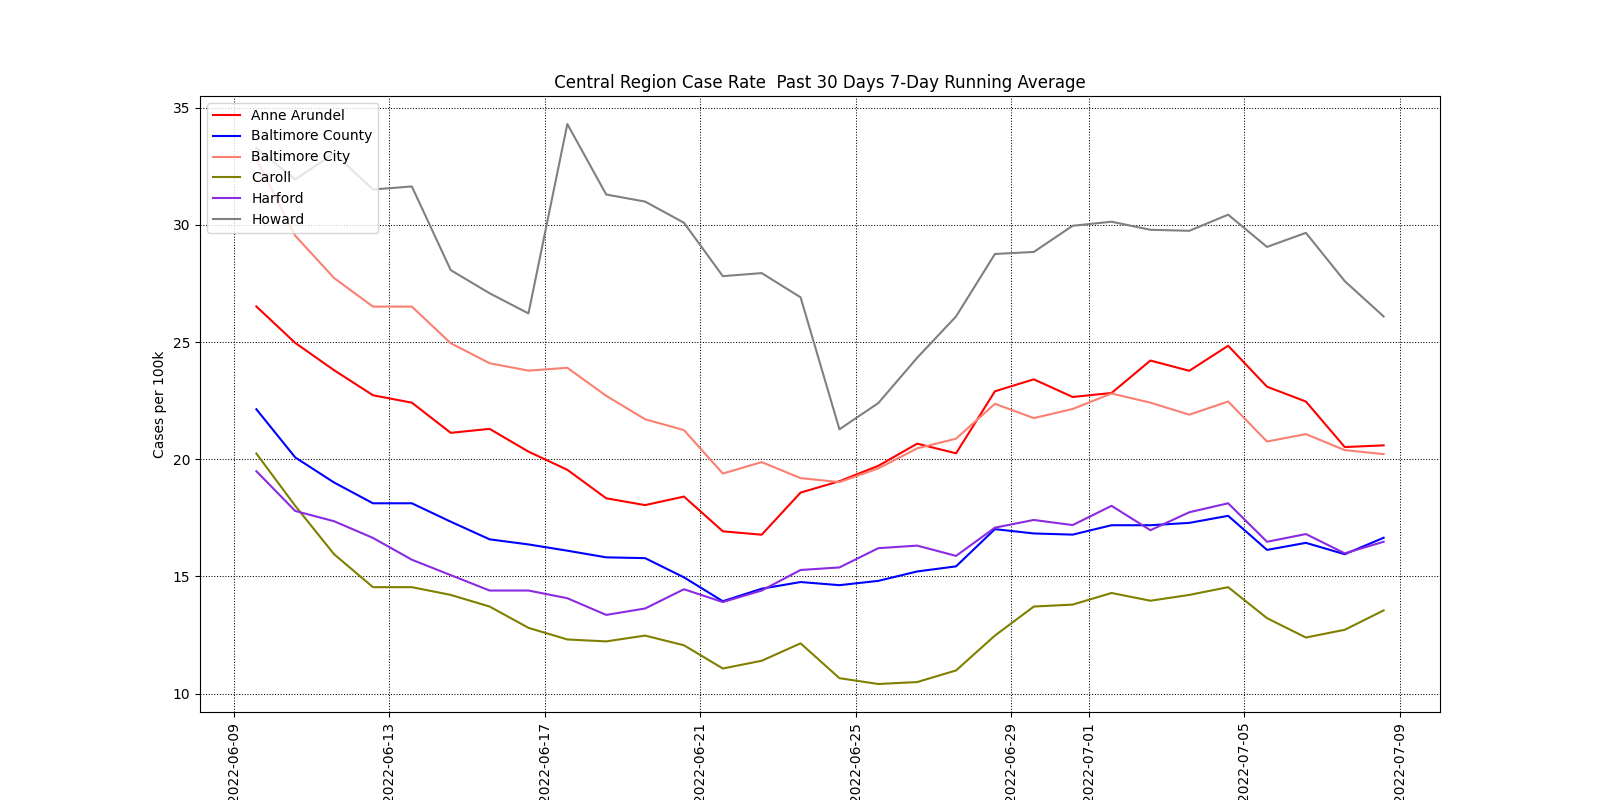 Central Region Case Rate  Past 30 Days 7-Day Running Average
Cases per 100k
35
30
25
20
15
10
Anne Arundel
Baltimore County
Baltimore City
Caroll
Harford
Howard
2022-06-09
2022-06-13
2022-06-17
2022-06-21
2022-06-25
2022-06-29
2022-07-01
2022-07-05
2022-07-09